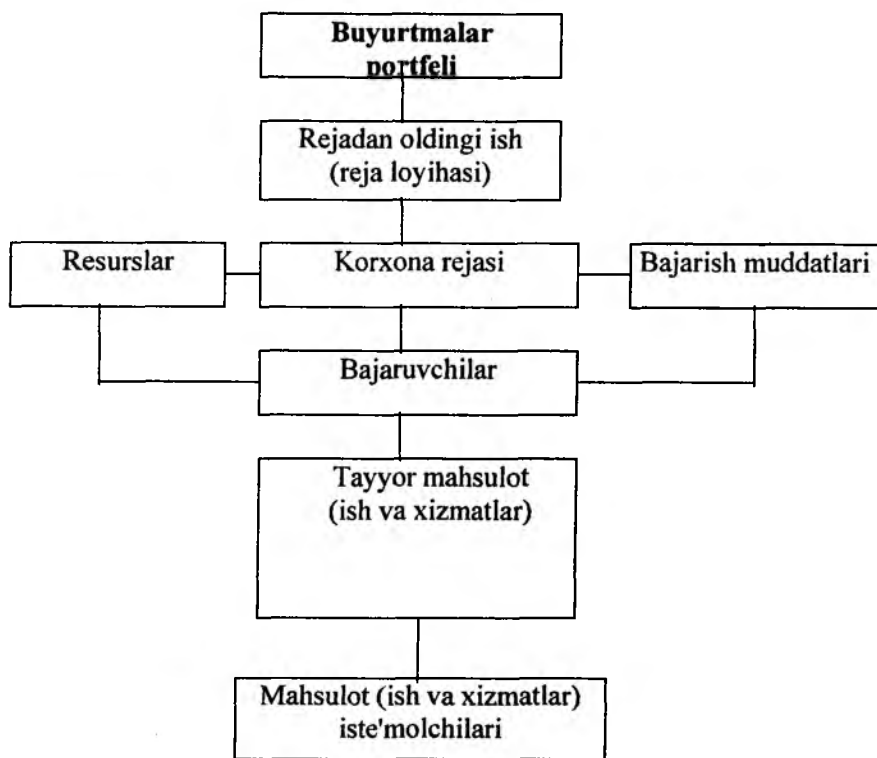 Buyurtmalar
portfeli
Rejadan oldingi ish
(reja loyihasi)
Resurslar
Korxona rejasi
Bajarish muddatlari
Bajaruvchilar
Tayyor mahsulot
(ish va xizmatlar)
Mahsulot (ish va xizmatlar)
iste'molchilari